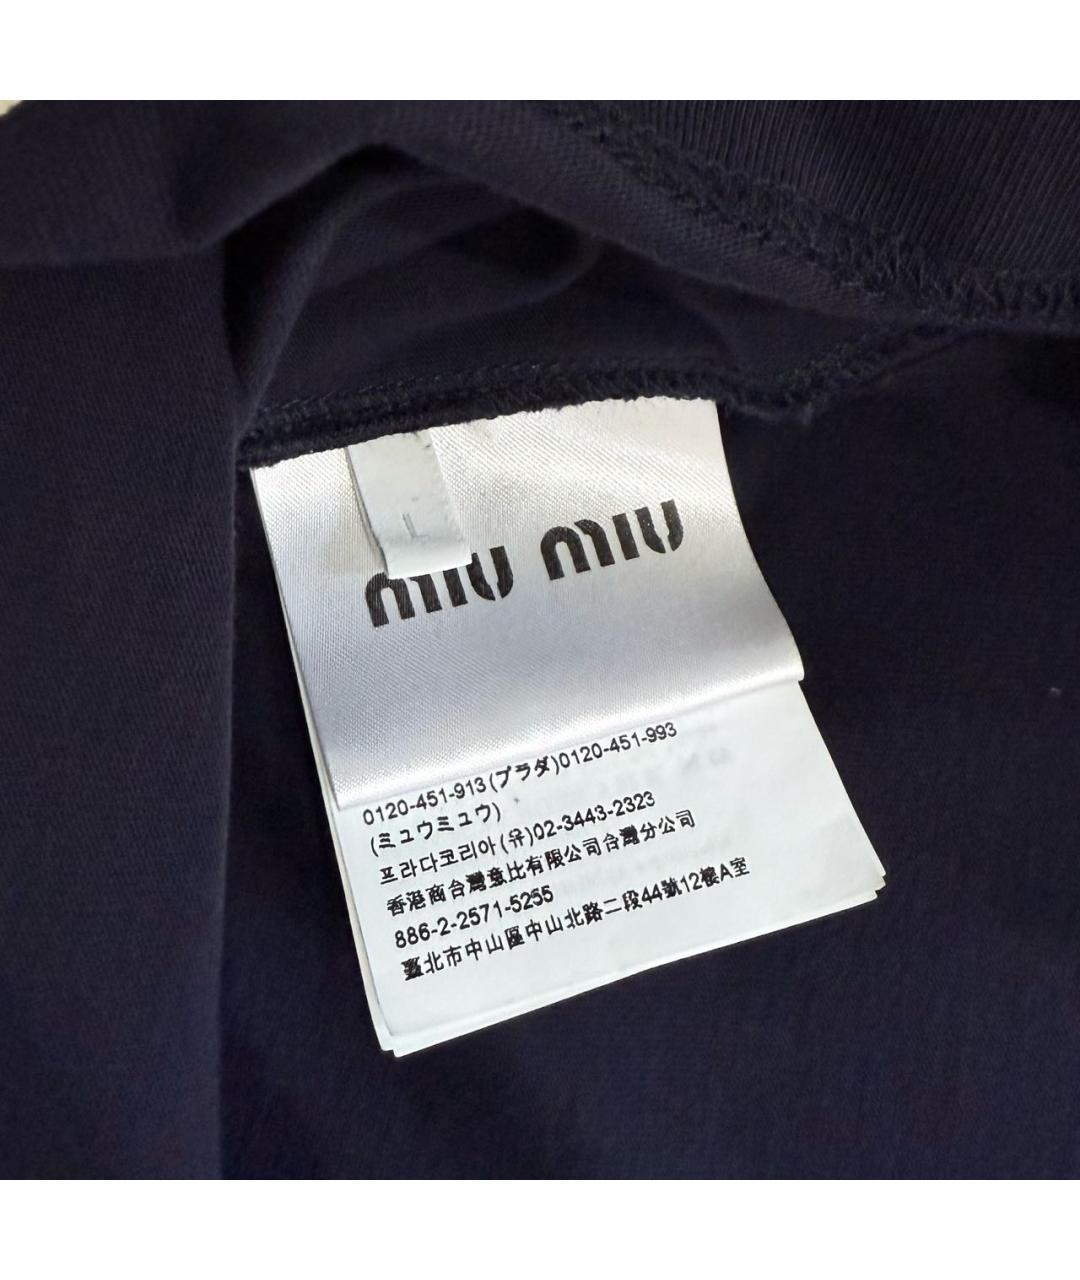 L
miu miu
0120-451-913(プラダ)0120-451-993
(ミュウミュウ)
프라다코리아(유)02-3443-2323
香港商台灣意比有限公司台灣分公司
886-2-2571-5255
臺北市中山區中山北路二段44號12樓A室